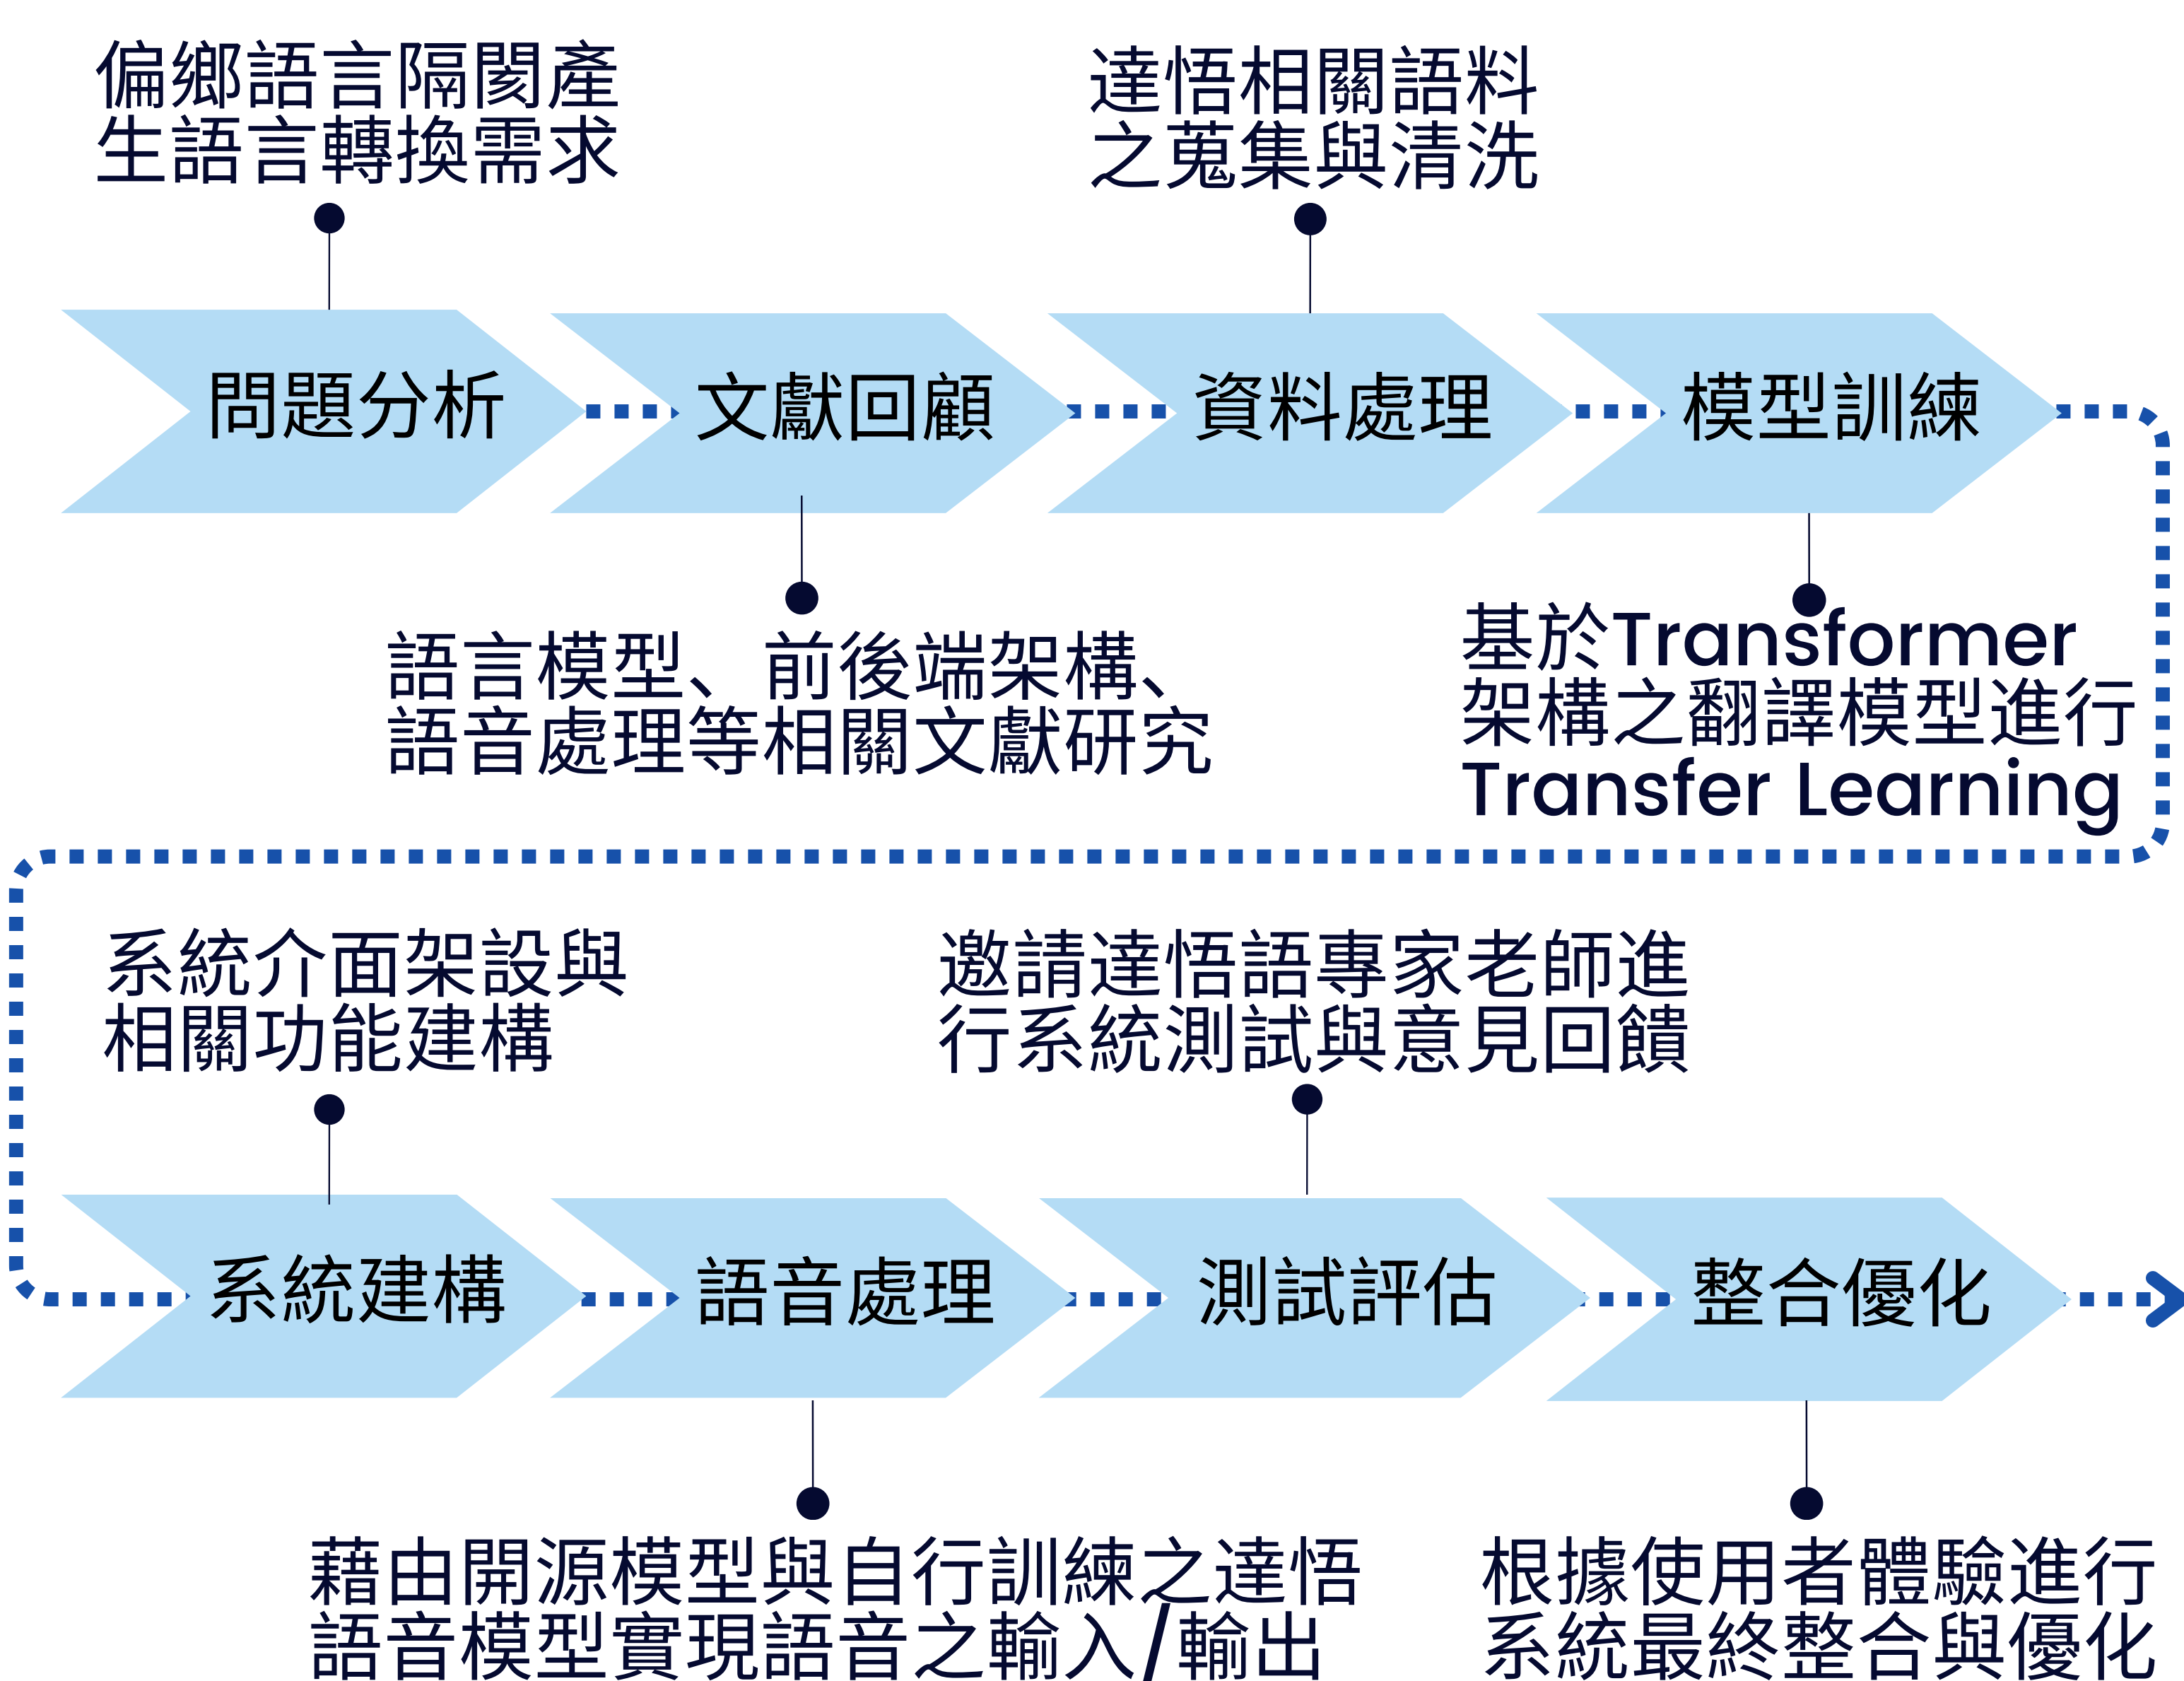 偏鄉語言隔閡產
生語言轉換需求
達悟相關語料
之蒐集與清洗
問題分析
文獻回顧
資料處理
模型訓練
語言模型、前後端架構、
語音處理等相關文獻研究
基於Transformer
架構之翻譯模型進行
Transfer Learning
系統介面架設與
相關功能建構
邀請達悟語專家老師進
行系統測試與意見回饋
系統建構
語音處理
測試評估
整合優化
藉由開源模型與自行訓練之達悟
語音模型實現語音之輸入/輸出
根據使用者體驗進行
系統最終整合與優化